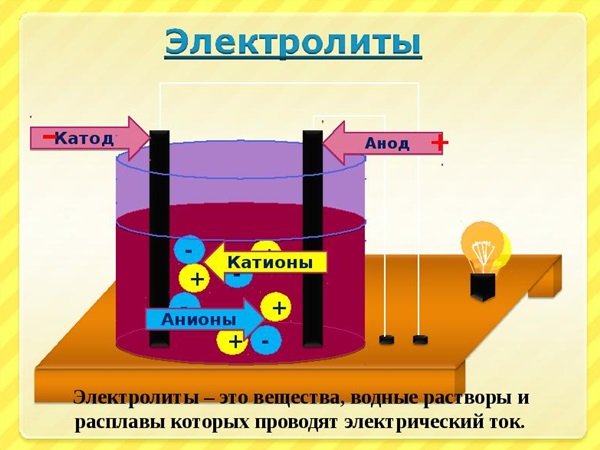 Электролиты
– Катод
Анод +
- +
Катионы
+ -
Анионы
+
+ -
Электролиты – это вещества, водные растворы и
расплавы которых проводят электрический ток.